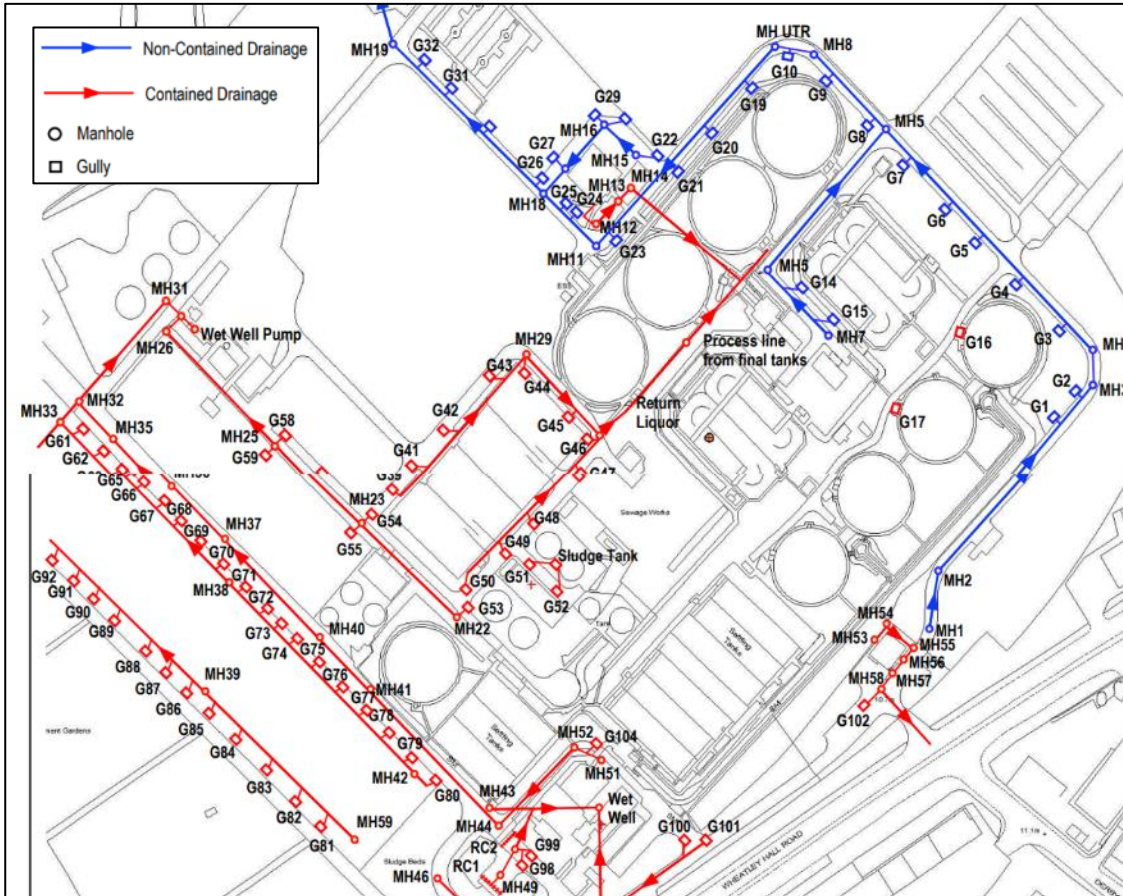 Non-Contained Drainage
Contained Drainage
Manhole
Gully
MH19
G32
G31
G29
MH16
G27
G26
MH15
G22
MH14
MH13
G25
G24
MH18
MH12
G21
MH11
G23
MH UTR
MH8
G10
G9
G19
G20
G8
MH5
G7
G6
G5
G4
G3
G2
G1
MH5
G14
G15
MH7
G16
G17
Process line
from final tanks
MH31
Wet Well Pump
MH26
MH29
G43
G44
G45
G46
Return
Liquor
G42
G41
G39
G47
MH32
MH33
MH35
G61
G62
G65
G66
G67
G68
G69
G70
G71
G72
G73
G74
G75
G76
G77
G78
G79
G80
G58
MH25
G59
MH23
G54
G55
MH37
MH38
MH40
MH41
MH42
G48
G49
Sludge Tank
G51
G52
G50
G53
MH22
Sewage Works
Tank
Settling
Tanks
Settling
Tanks
MH2
MH1
MH54
MH53
MH55
MH56
MH57
MH58
G102
G92
G91
G90
G89
G88
G87
G86
G85
G84
G83
G82
G81
MH39
MH59
MH52
G104
MH51
MH43
MH44
Wet
Well
RC2
RC1
G99
G98
MH49
MH46
Sludge Beds
G100
G101
WHEATLEY HALL ROAD
11.1m